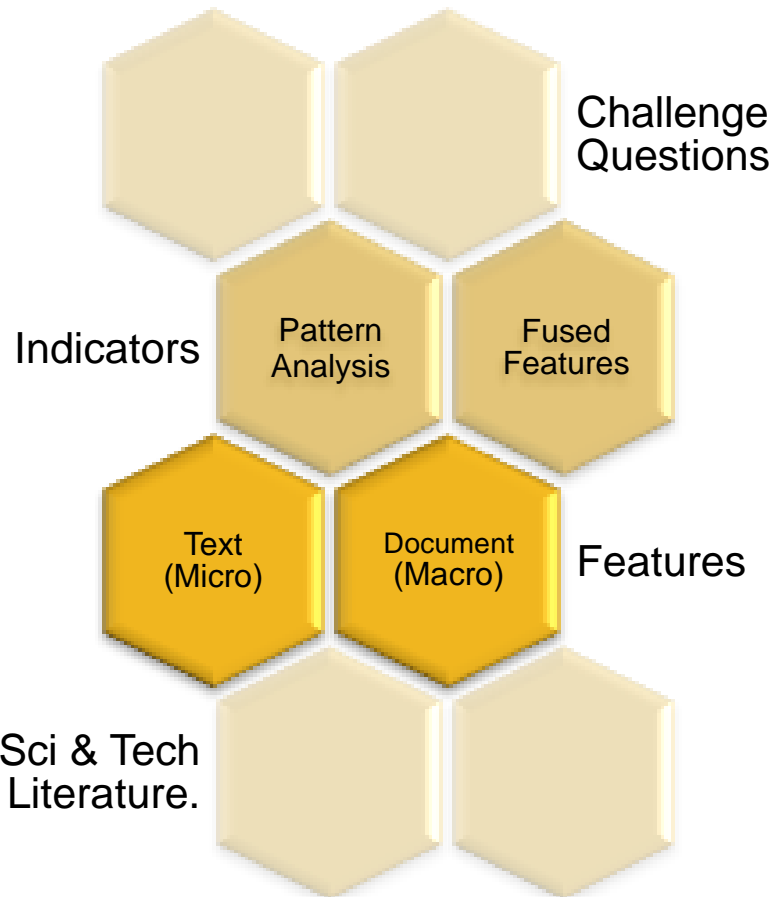 Challenge
Questions
Indicators
Pattern
Analysis
Fused
Features
Text
(Micro)
Document
(Macro)
Features
Sci & Tech
Literature.